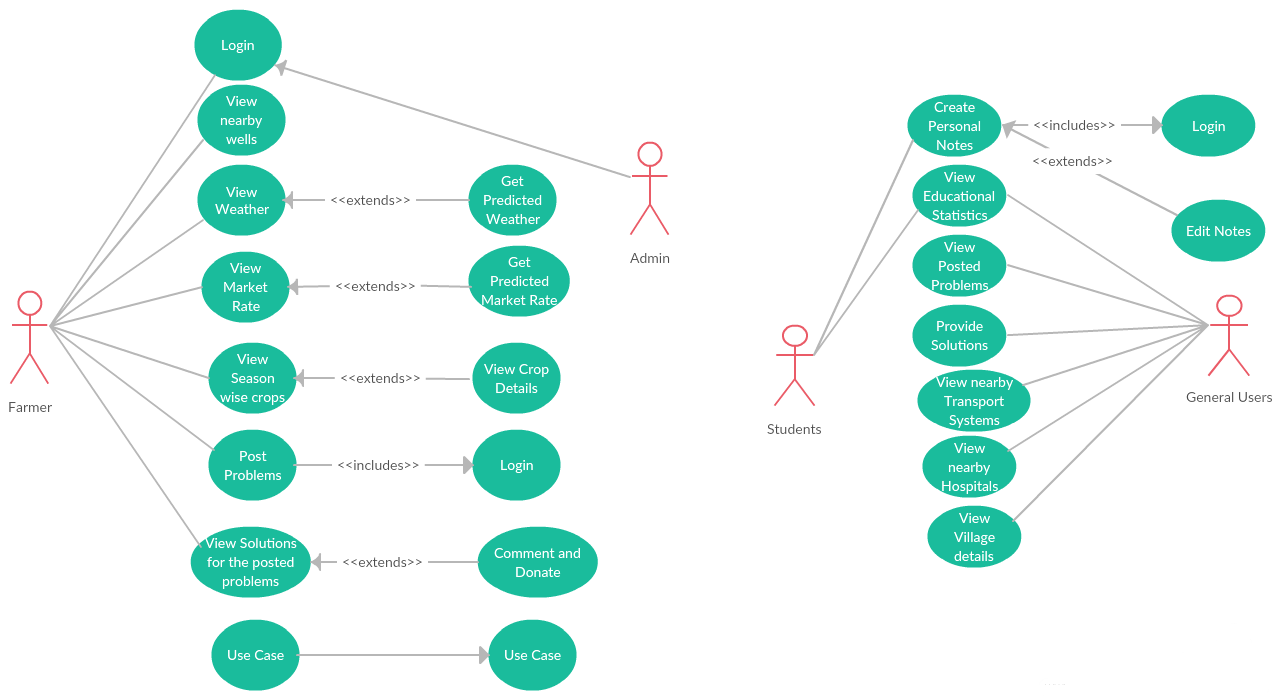 Login
View
nearby
wells
View
Weather
<<extends>>
Get
Predicted
Weather
View
Market
Rate
<<extends>>
Get
Predicted
Market Rate
View
Season
wise crops
<<extends>>
View Crop
Details
Post
Problems
<<includes>>
Login
View Solutions
for the posted
problems
<<extends>>
Comment and
Donate
Use Case
Use Case
Farmer
Admin
Create
Personal
Notes
<<includes>>
Login
<<extends>>
Edit Notes
View
Educational
Statistics
View
Posted
Problems
Provide
Solutions
View nearby
Transport
Systems
View
nearby
Hospitals
View
Village
details
Students
General Users